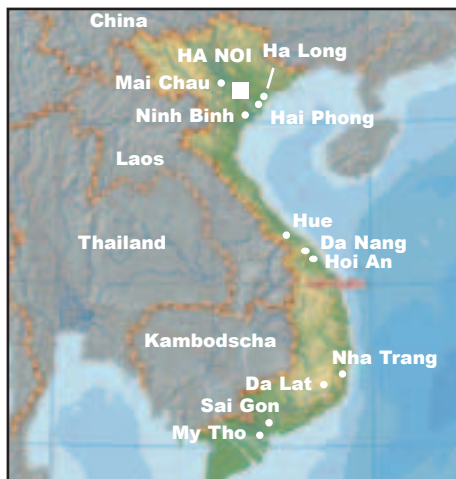 China
HA NOI
Ha Long
Mai Chau
Ninh Binh
Hai Phong
Laos
Hue
Thailand
Da Nang
Hoi An
Kambodscha
Nha Trang
Da Lat
Sai Gon
My Tho